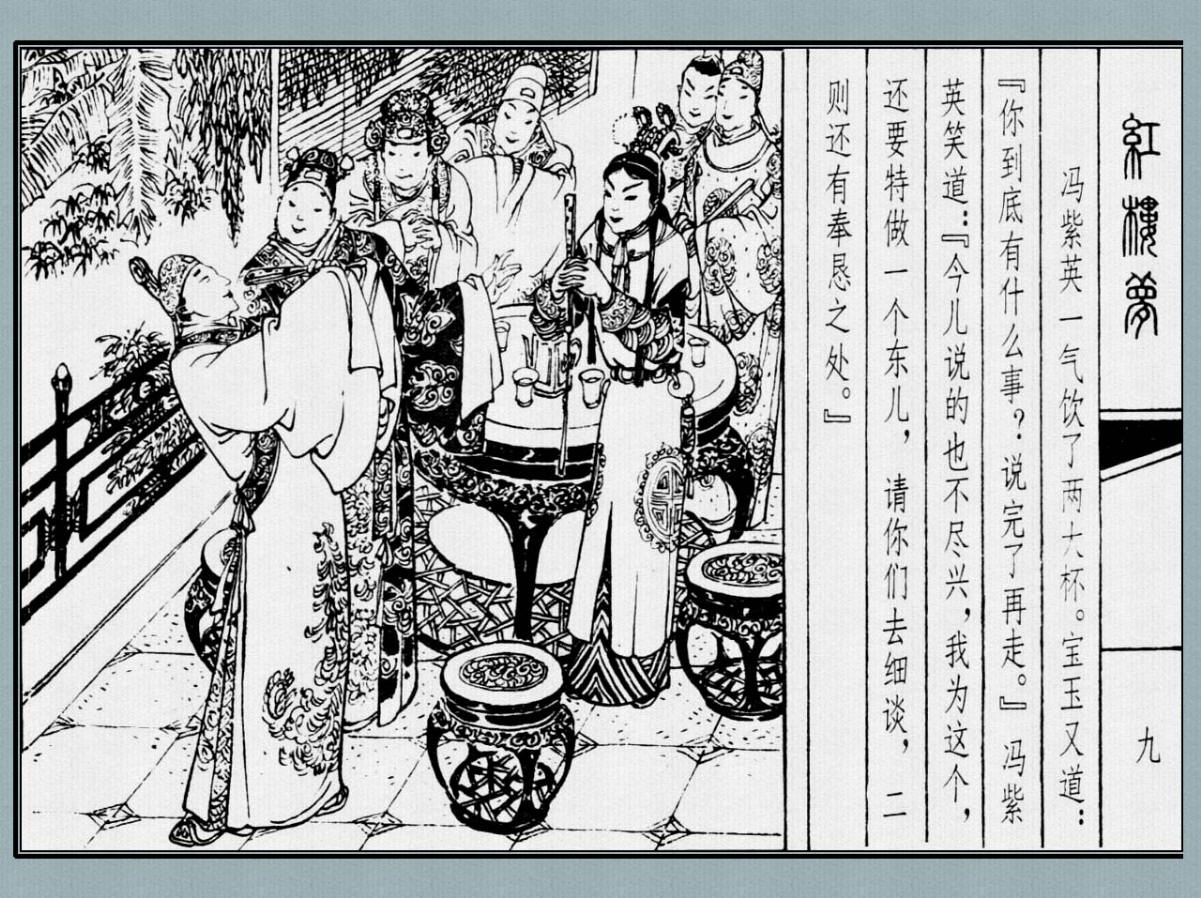 紅樓夢
九
冯紫英一气饮了两大杯。宝玉又道：
『你到底有什么事？说完了再走。』冯紫
英笑道：『今儿说的也不尽兴，我为这个，
还要特做一个东儿，请你们去细谈，二
则还有奉恳之处。』